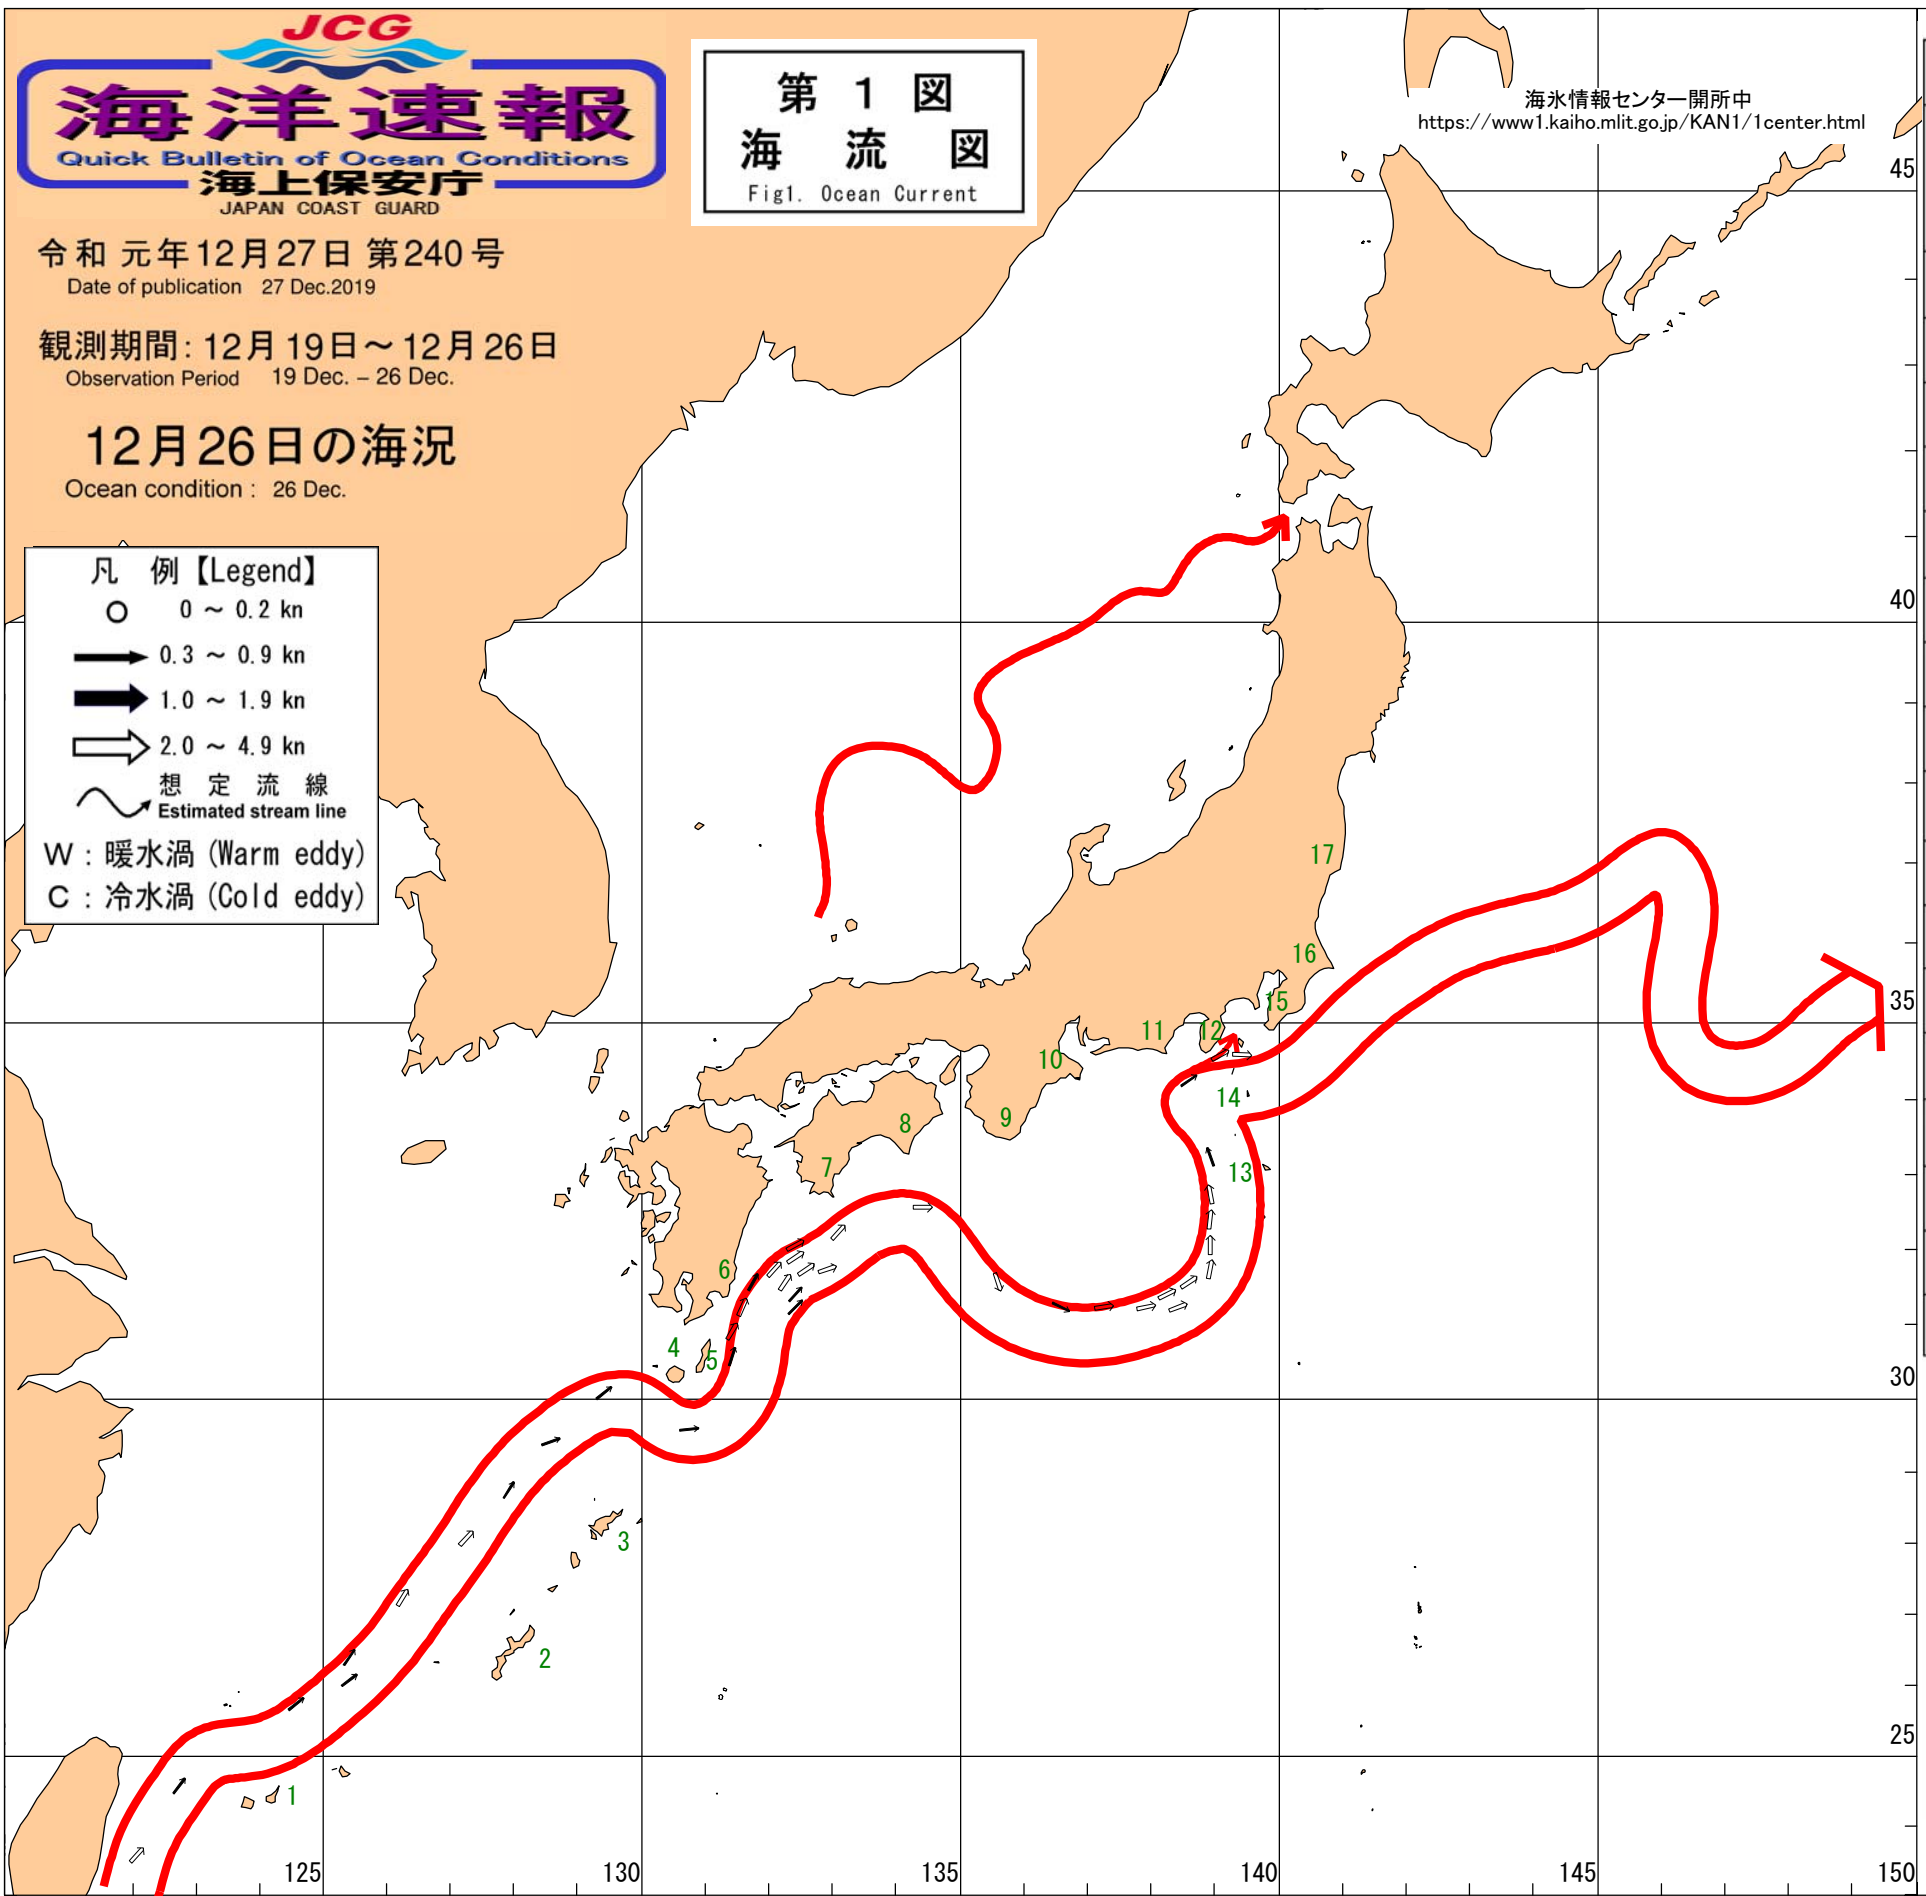 JCG
海洋速報
Quick Bulletin of Ocean Conditions
海上保安庁
JAPAN COAST GUARD
第 1 図
海 流 図
Fig1. Ocean Current
海氷情報センター開所中
https://www1.kaiho.mlit.go.jp/KAN1/1center.html
令和 元年12月27日 第240号
Date of publication 27 Dec.2019
観測期間: 12月19日～12月26日
Observation Period 19 Dec. – 26 Dec.
12月26日の海況
Ocean condition : 26 Dec.
凡 例【Legend】
0 ～ 0.2 kn
0.3 ～ 0.9 kn
1.0 ～ 1.9 kn
2.0 ～ 4.9 kn
想 定 流 線
Estimated stream line
W : 暖水渦 (Warm eddy)
C : 冷水渦 (Cold eddy)
45
40
17
16
35
15
12
11
10
14
9
8
7
13
6
4
5
30
3
2
25
1
125
130
135
140
145
150